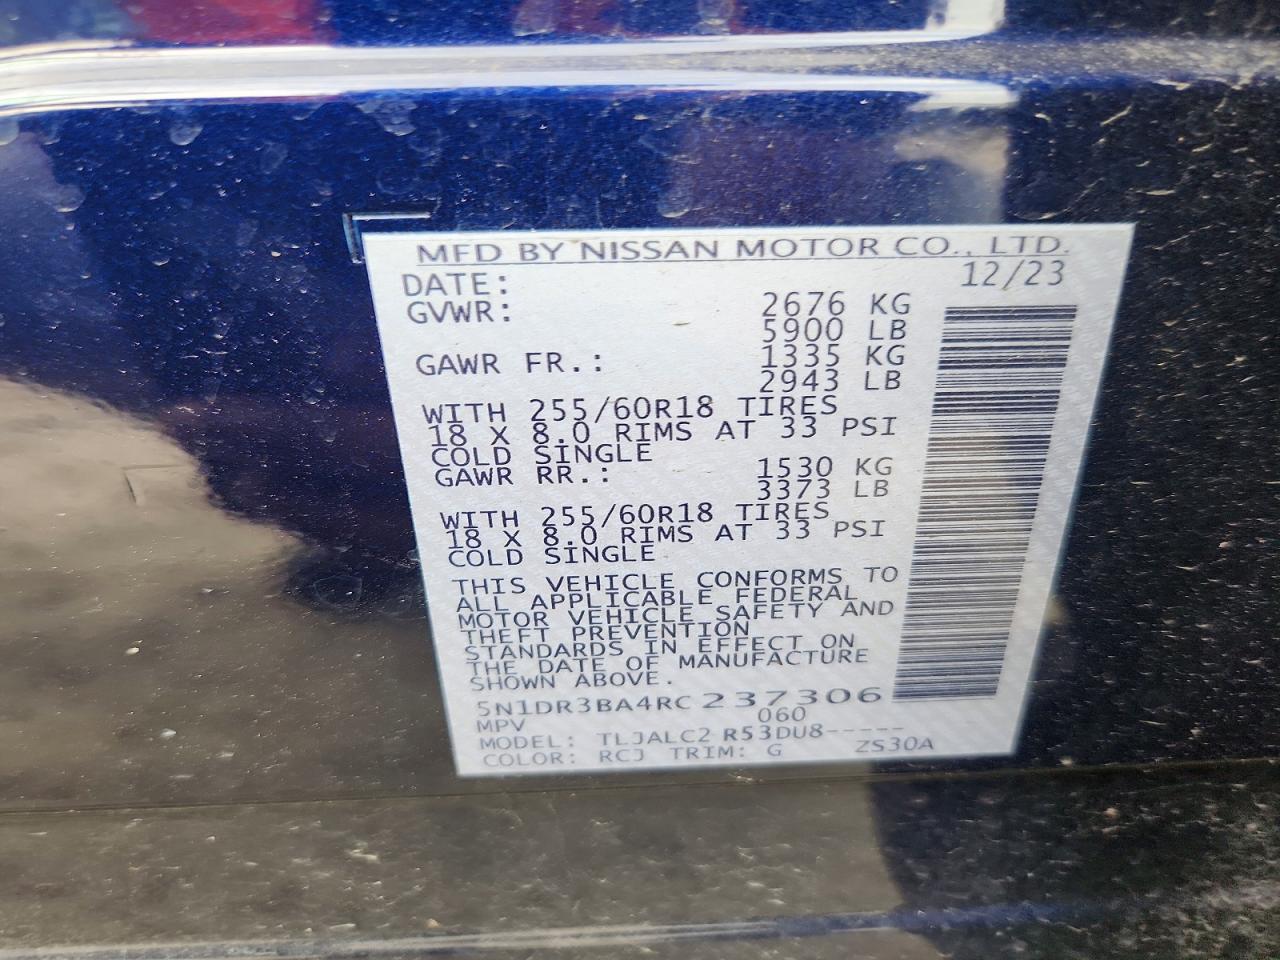 MFD BY NISSAN MOTOR CO., LTD.
DATE: 12/23
GVWR: 2676 KG
5900 LB
GAWR FR.: 1335 KG
2943 LB
WITH 255/60R18 TIRES
18 X 8.0 RIMS AT 33 PSI
COLD SINGLE
GAWR RR.: 1530 KG
3373 LB
WITH 255/60R18 TIRES
18 X 8.0 RIMS AT 33 PSI
COLD SINGLE
THIS VEHICLE CONFORMS TO
ALL APPLICABLE FEDERAL
MOTOR VEHICLE SAFETY AND
THEFT PREVENTION
STANDARDS IN EFFECT ON
THE DATE OF MANUFACTURE
SHOWN ABOVE.
5N1DR3BA4RC237306
MPV 060
MODEL: TLJALC2 R53DU8-----
COLOR: RCJ TRIM: G ZS30A